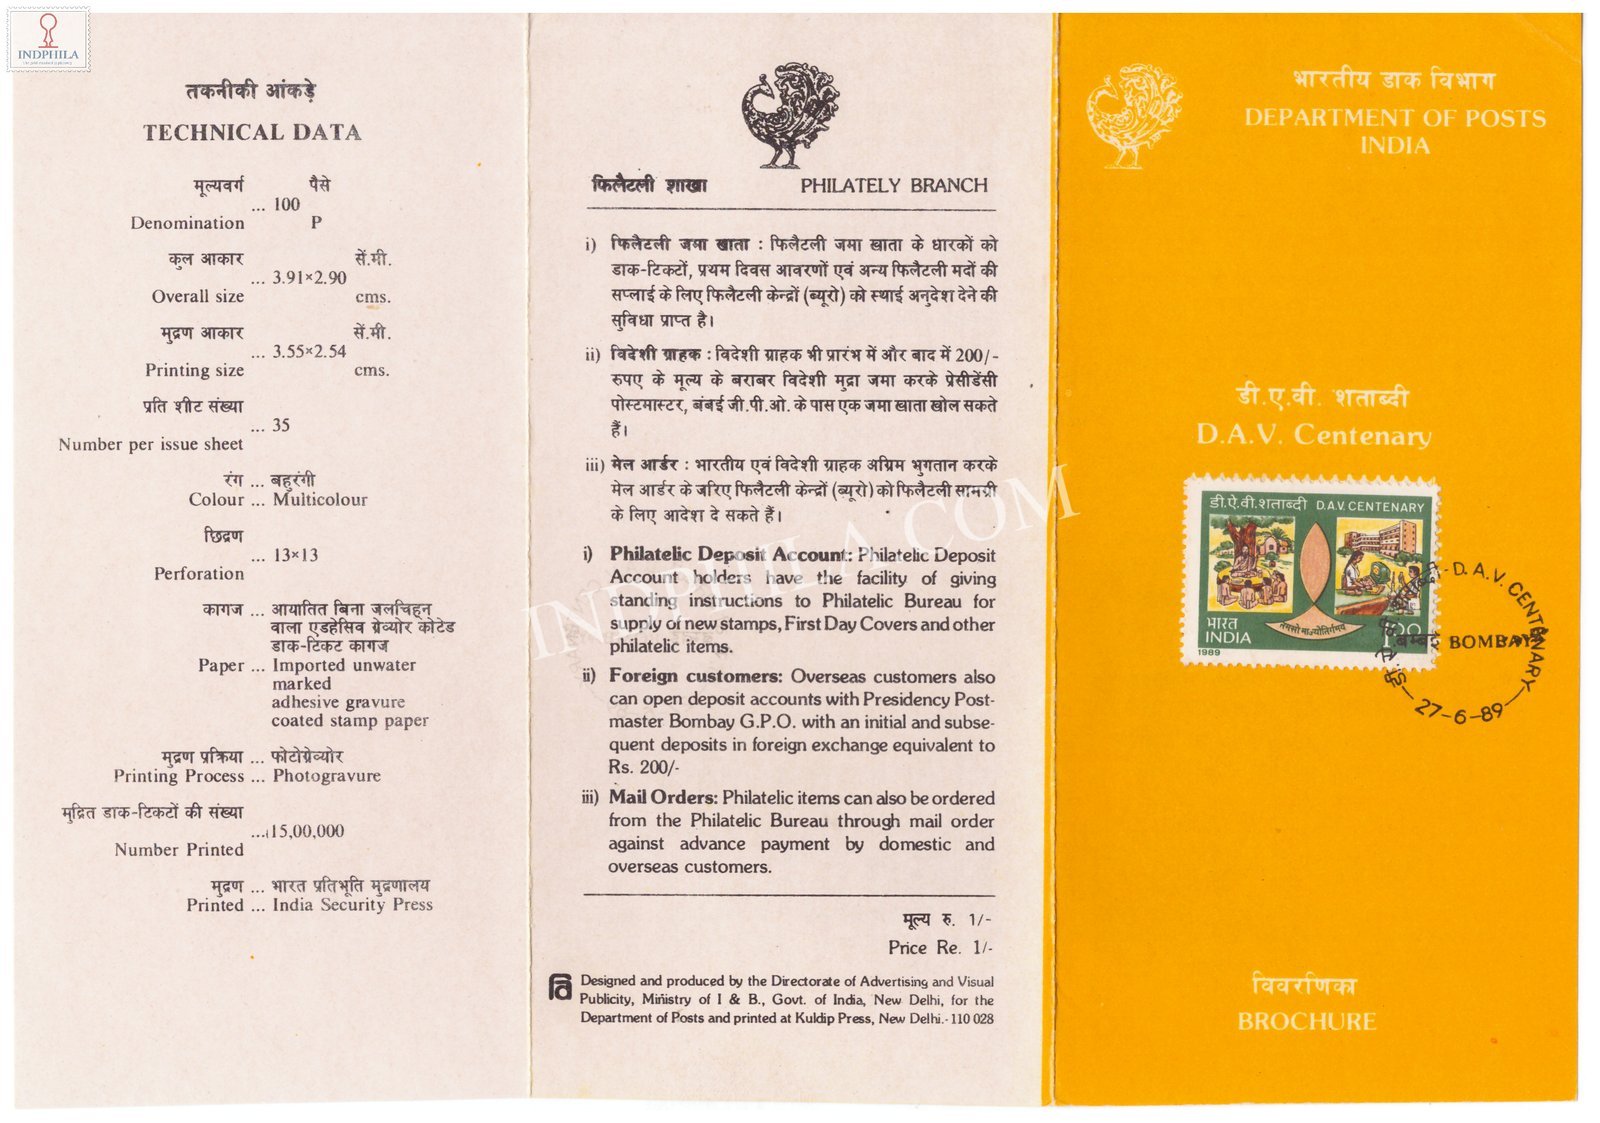 INDPHILA
तकनीकी आंकड़े
TECHNICAL DATA
मूल्यवर्ग पैसे
... 100
Denomination P
कुल आकार सें.मी.
... 3.91×2.90
Overall size cms.
मुद्रण आकार सें.मी.
... 3.55×2.54
Printing size cms.
प्रति शीट संख्या
... 35
Number per issue sheet
रंग ... बहुरंगी
Colour ... Multicolour
छिद्रण
... 13×13
Perforation
कागज ... आयातित बिना जलचिहन
वाला एडहेसिव ग्रेव्योर कोटेड
डाक-टिकट कागज
Paper ... Imported unwater
marked
adhesive gravure
coated stamp paper
मुद्रण प्रक्रिया ... फोटोग्रेव्योर
Printing Process ... Photogravure
मुद्रित डाक-टिकटों की संख्या
... 15,00,000
Number Printed
मुद्रण ... भारत प्रतिभूति मुद्रणालय
Printed ... India Security Press
फिलैटली शाखा PHILATELY BRANCH
i) फिलैटली जमा खाता : फिलैटली जमा खाता के धारकों को
डाक-टिकटों, प्रथम दिवस आवरणों एवं अन्य फिलैटली मदों की
सप्लाई के लिए फिलैटली केन्द्रों (ब्यूरो) को स्थाई अनुदेश देने की
सुविधा प्राप्त है।
ii) विदेशी ग्राहक : विदेशी ग्राहक भी प्रारंभ में और बाद में 200/-
रुपए के मूल्य के बराबर विदेशी मुद्रा जमा करके प्रेसीडेंसी
पोस्टमास्टर, बंबई जी.पी.ओ. के पास एक जमा खाता खोल सकते
हैं।
iii) मेल आर्डर : भारतीय एवं विदेशी ग्राहक अग्रिम भुगतान करके
मेल आर्डर के जरिए फिलैटली केन्द्रों (ब्यूरो) को फिलैटली सामग्री
के लिए आदेश दे सकते हैं।
i) Philatelic Deposit Account: Philatelic Deposit
Account holders have the facility of giving
standing instructions to Philatelic Bureau for
supply of new stamps, First Day Covers and other
philatelic items.
ii) Foreign customers: Overseas customers also
can open deposit accounts with Presidency Post-
master Bombay G.P.O. with an initial and subse-
quent deposits in foreign exchange equivalent to
Rs. 200/-
iii) Mail Orders: Philatelic items can also be ordered
from the Philatelic Bureau through mail order
against advance payment by domestic and
overseas customers.
मूल्य रु. 1/-
Price Re. 1/-
Designed and produced by the Directorate of Advertising and Visual
Publicity, Ministry of I & B., Govt. of India, New Delhi, for the
Department of Posts and printed at Kuldip Press, New Delhi.- 110 028
INDPHILA.COM
भारतीय डाक विभाग
DEPARTMENT OF POSTS
INDIA
डी.ए.वी. शताब्दी
D.A.V. Centenary
डी.ऐ.वी.शताब्दी D.A.V. CENTENARY
भारत
INDIA
1989
तमसो मा ज्योतिर्गमय
D.A.V. CENTENARY
BOMBAY
27-6-89
विवरणिका
BROCHURE